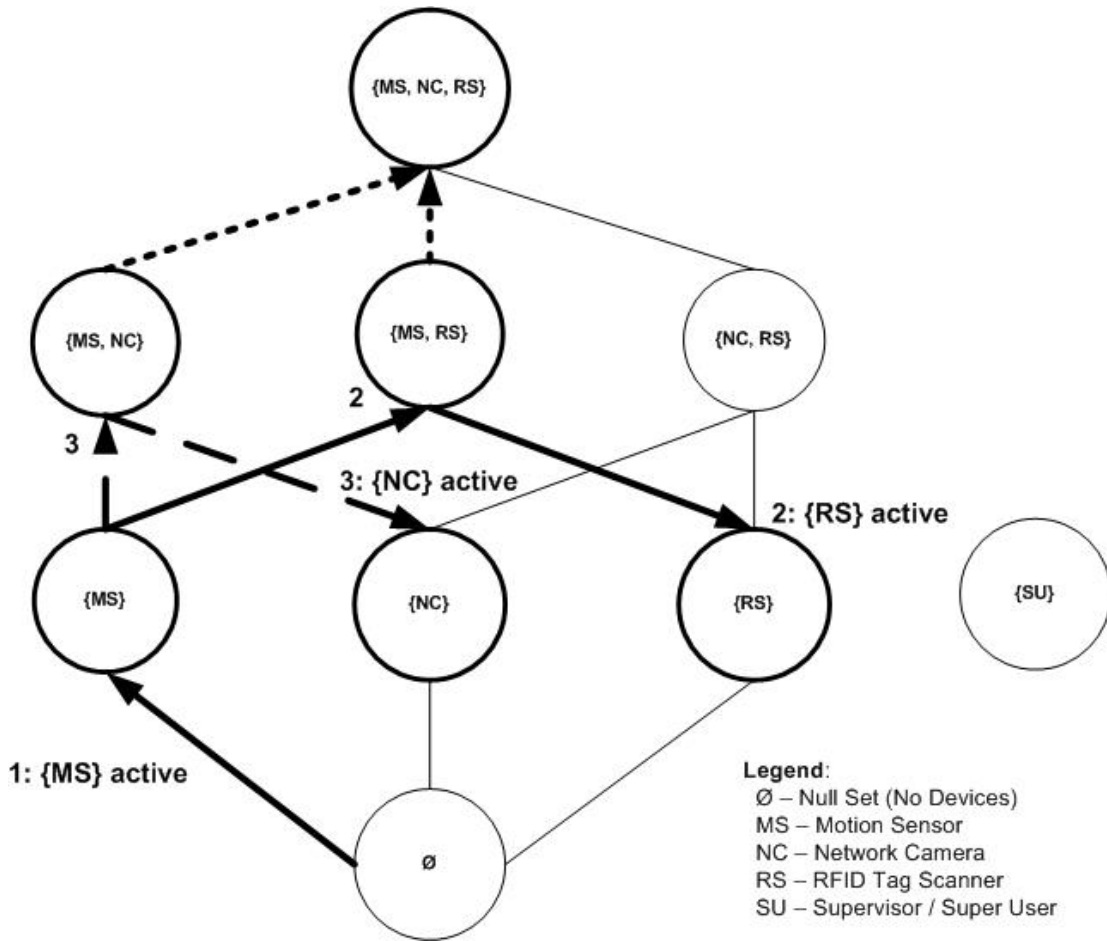 {MS, NC, RS}
{MS, NC}
{MS, RS}
{NC, RS}
2
3
3: {NC} active
2: {RS} active
{MS}
{NC}
{RS}
{SU}
1: {MS} active
Ø
Legend:
Ø – Null Set (No Devices)
MS – Motion Sensor
NC – Network Camera
RS – RFID Tag Scanner
SU – Supervisor / Super User